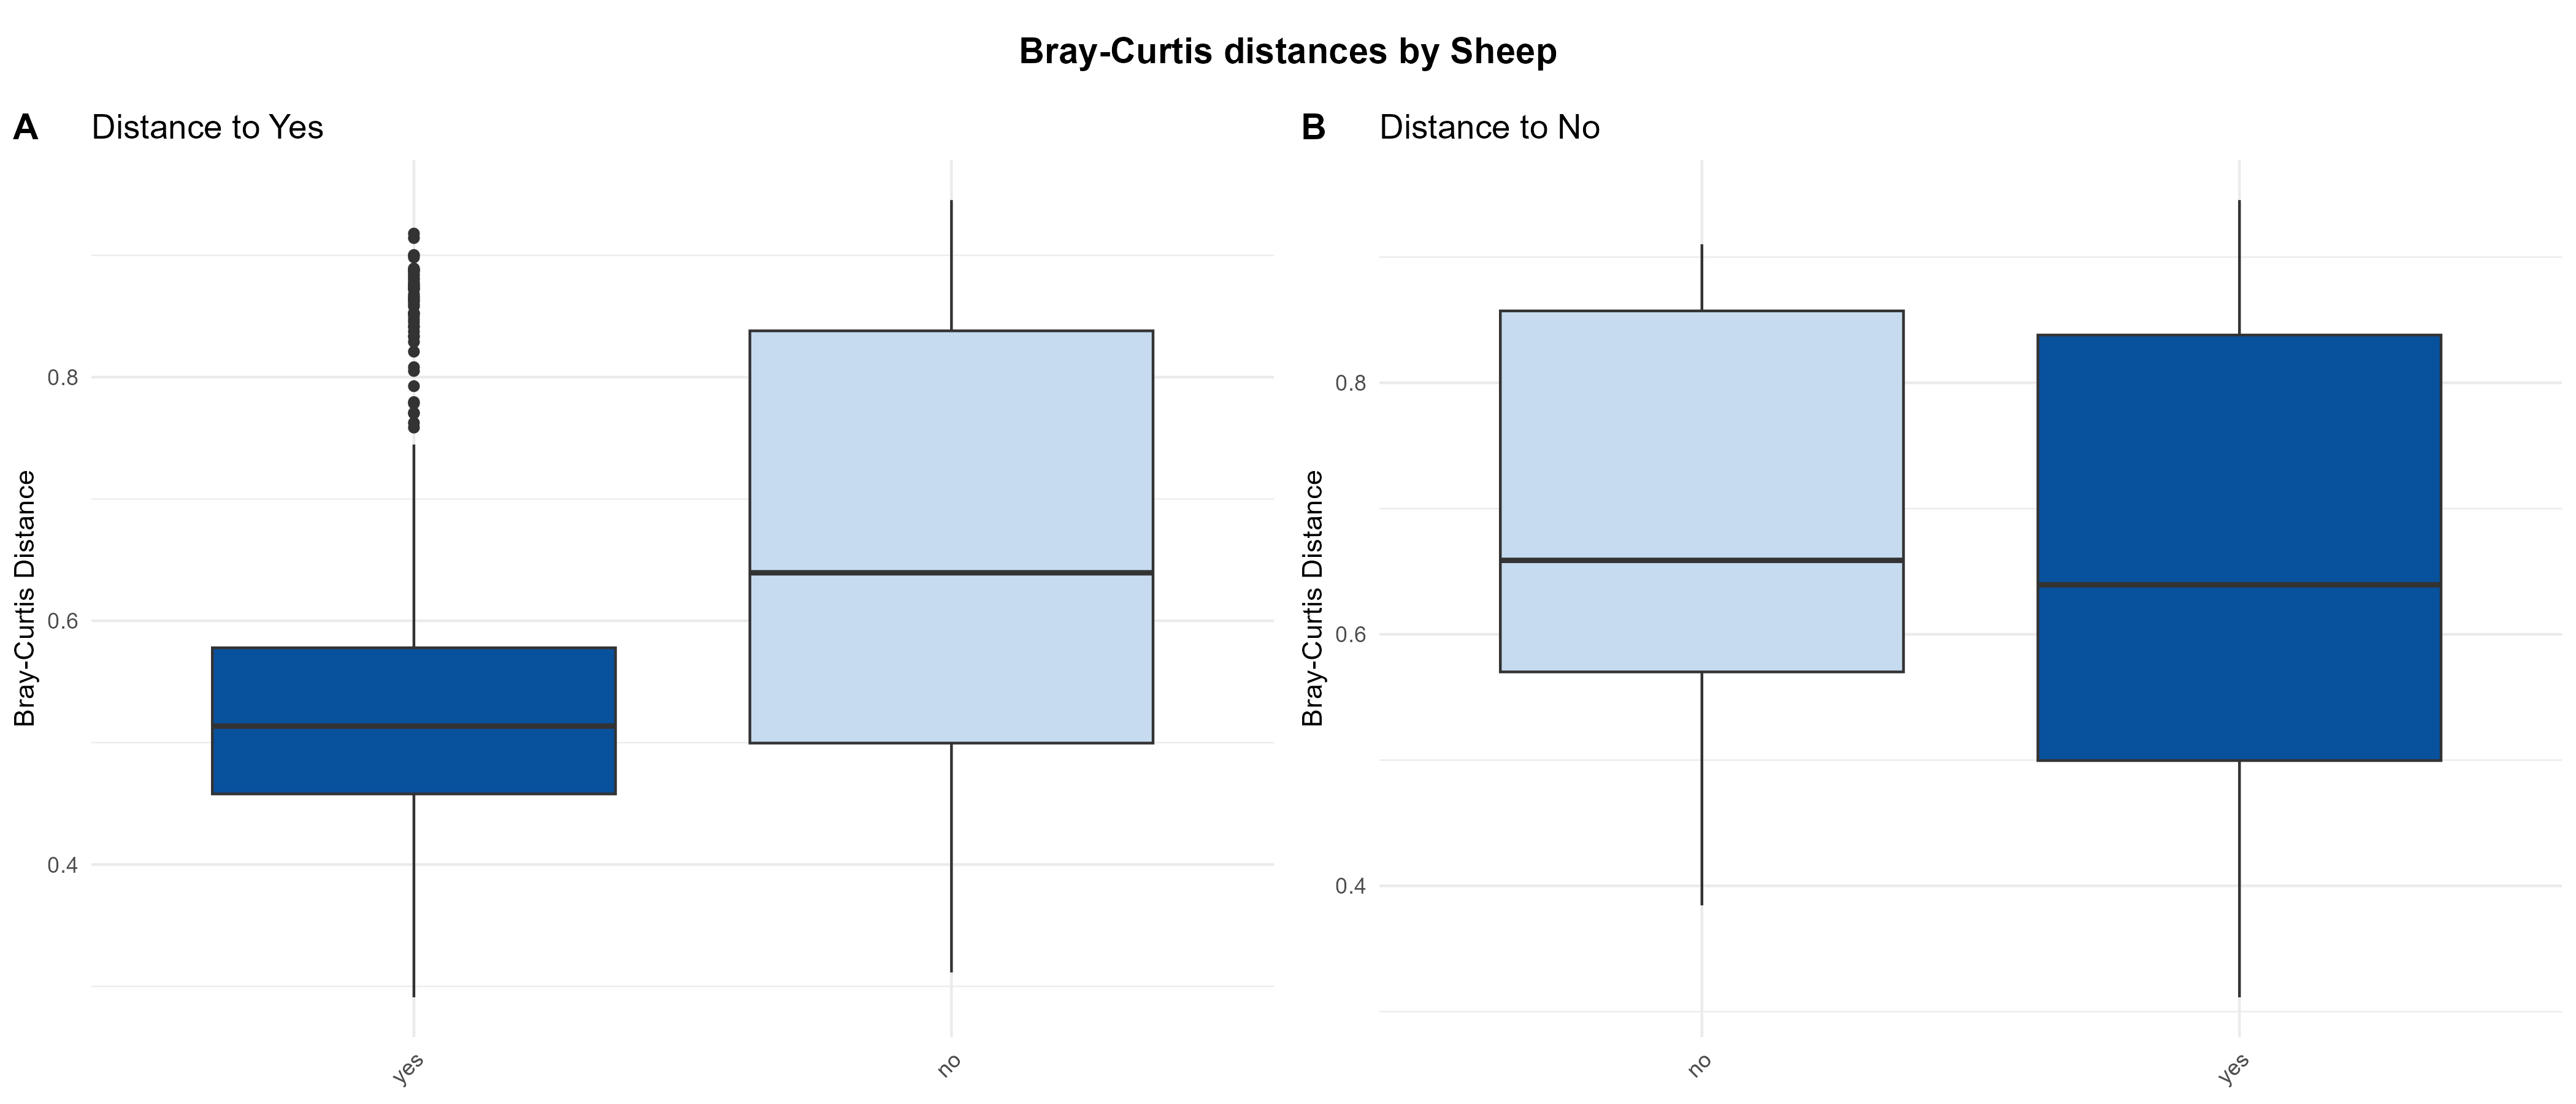 Bray-Curtis distances by Sheep
A Distance to Yes
Bray-Curtis Distance
0.8
0.6
0.4
yes no
B Distance to No
Bray-Curtis Distance
0.8
0.6
0.4
no yes